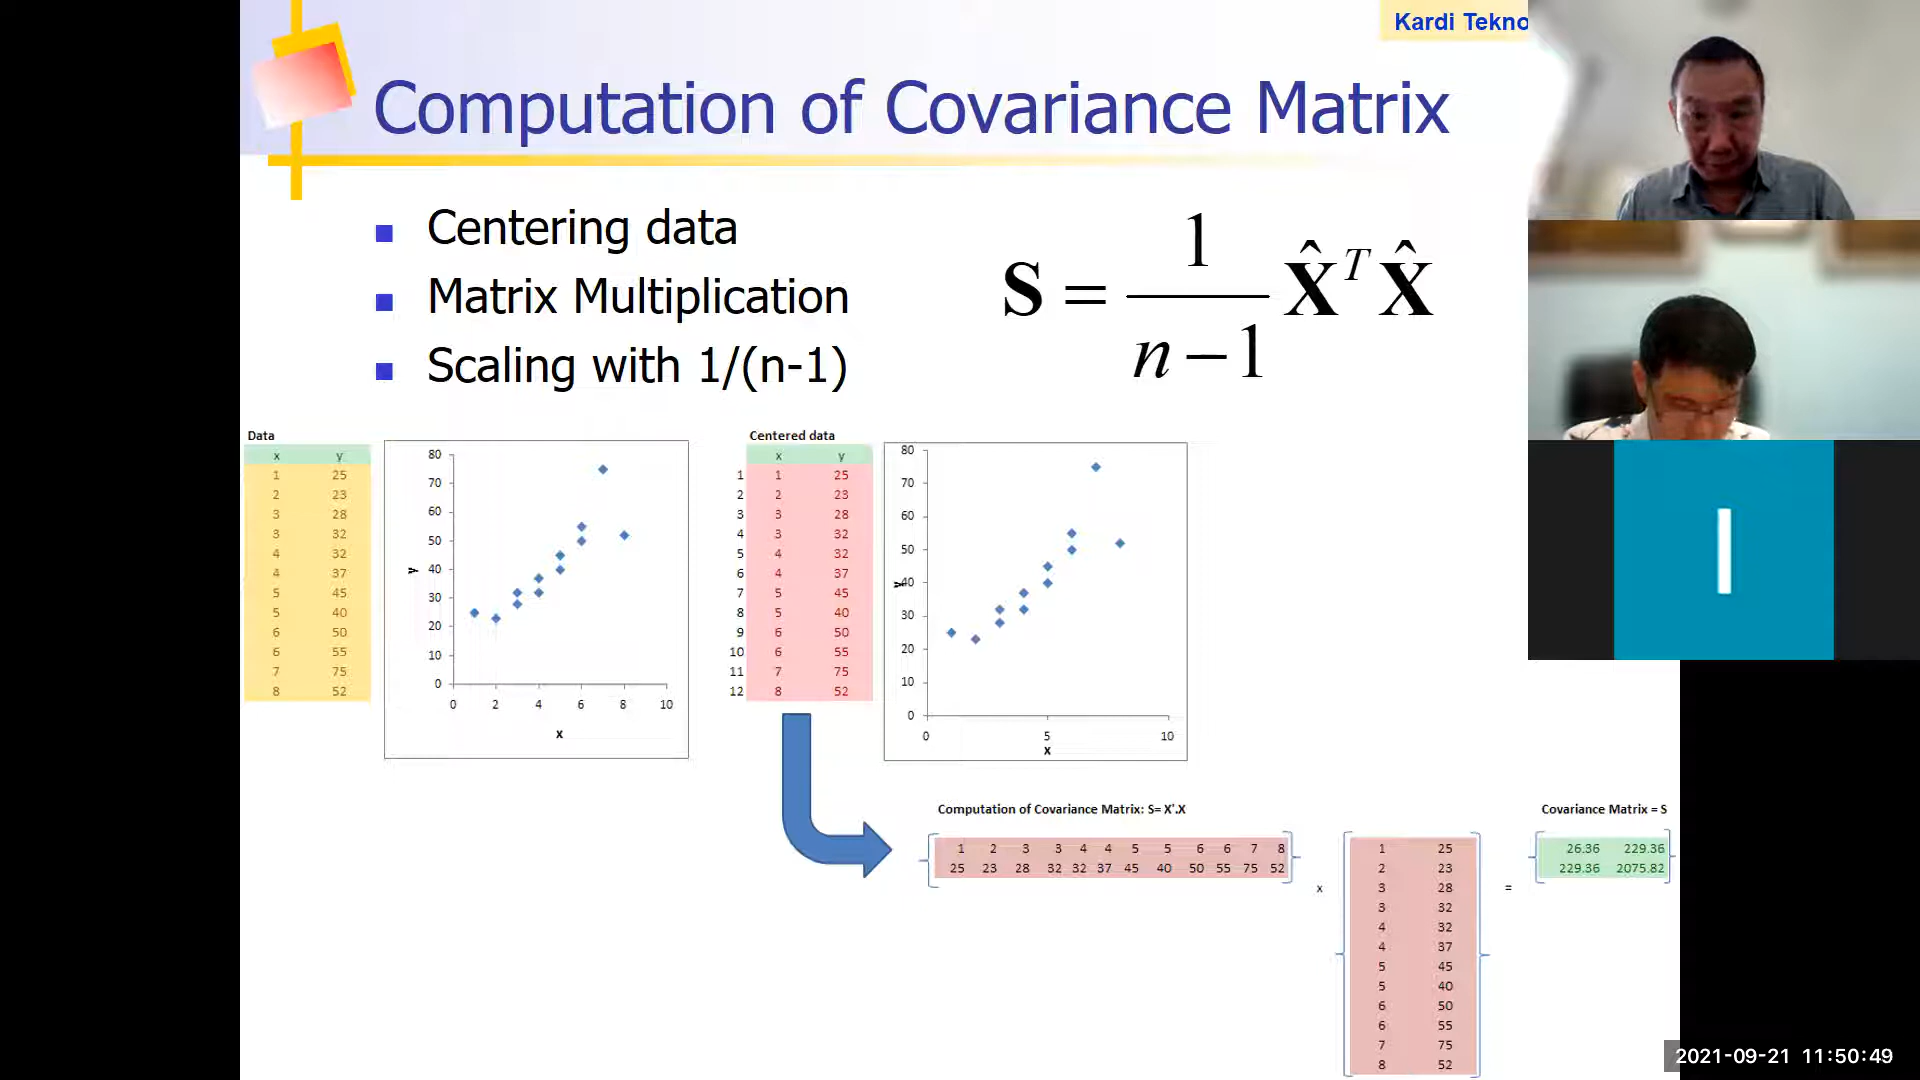 Kardi Tekno
Computation of Covariance Matrix
Centering data
Matrix Multiplication
Scaling with 1/(n-1)
S = 1/(n−1) X̂ᵀ X̂
Data
x y
1 25
2 23
3 28
3 32
4 32
4 37
5 45
5 40
6 50
6 55
7 75
8 52
80
70
60
50
40
30
20
10
0
0 2 4 6 8 10
y
x
Centered data
x y
1 1 25
2 2 23
3 3 28
4 3 32
5 4 32
6 4 37
7 5 45
8 5 40
9 6 50
10 6 55
11 7 75
12 8 52
80
70
60
50
40
30
20
10
0
0 5 10
y
x
Computation of Covariance Matrix: S= X'.X
1 2 3 3 4 4 5 5 6 6 7 8
25 23 28 32 32 37 45 40 50 55 75 52
x
1 25
2 23
3 28
3 32
4 32
4 37
5 45
5 40
6 50
6 55
7 75
8 52
=
Covariance Matrix = S
26.36 229.36
229.36 2075.82
I
2021-09-21 11:50:49